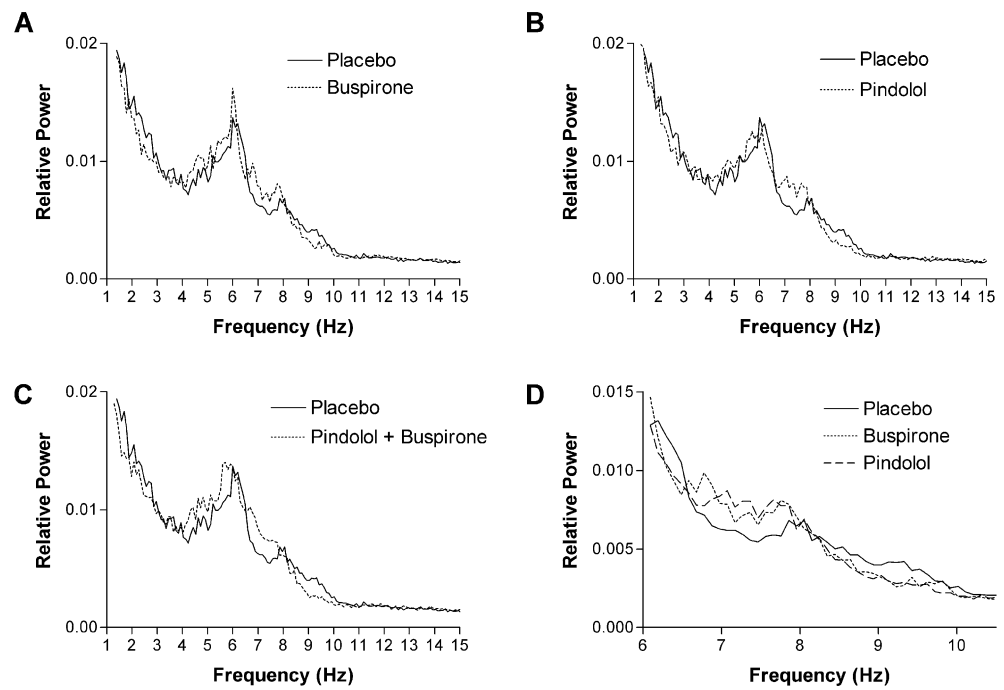 A
0.02
0.01
0.00
Relative Power
Placebo
Buspirone
1 2 3 4 5 6 7 8 9 10 11 12 13 14 15
Frequency (Hz)
B
0.02
0.01
0.00
Relative Power
Placebo
Pindolol
1 2 3 4 5 6 7 8 9 10 11 12 13 14 15
Frequency (Hz)
C
0.02
0.01
0.00
Relative Power
Placebo
Pindolol + Buspirone
1 2 3 4 5 6 7 8 9 10 11 12 13 14 15
Frequency (Hz)
D
0.015
0.010
0.005
0.000
Relative Power
Placebo
Buspirone
Pindolol
6 7 8 9 10
Frequency (Hz)